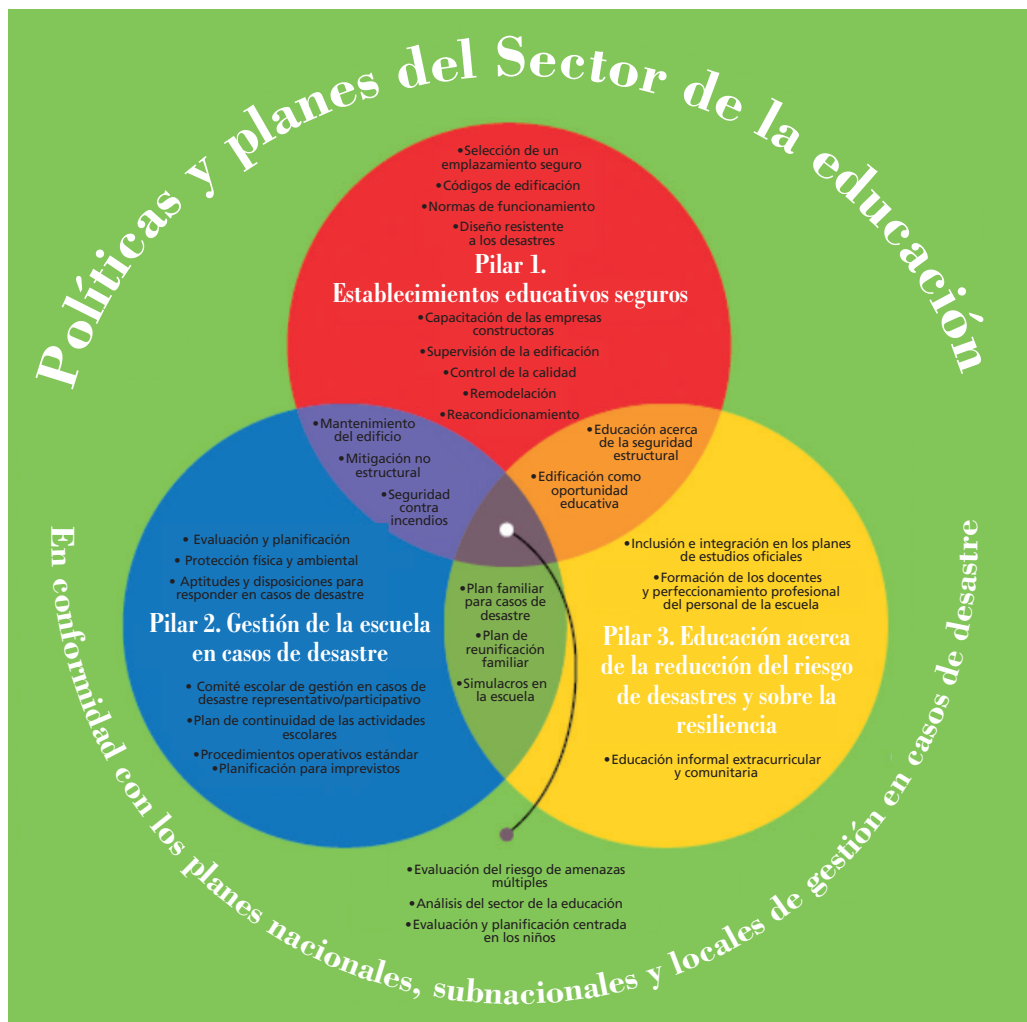 Políticas y planes del Sector de la educación
•Selección de un
emplazamiento seguro
•Códigos de edificación
•Normas de funcionamiento
•Diseño resistente
a los desastres
Pilar 1.
Establecimientos educativos seguros
•Capacitación de las empresas
constructoras
•Supervisión de la edificación
•Control de la calidad
•Remodelación
•Reacondicionamiento
•Mantenimiento
del edificio
•Mitigación no
estructural
•Seguridad
contra
incendios
•Educación acerca
de la seguridad
estructural
•Edificación como
oportunidad
educativa
• Evaluación y planificación
• Protección física y ambiental
• Aptitudes y disposiciones para
responder en casos de desastre
Pilar 2. Gestión de la escuela
en casos de desastre
• Comité escolar de gestión en casos de
desastre representativo/participativo
•Plan de continuidad de las actividades
escolares
•Procedimientos operativos estándar
•Planificación para imprevistos
•Plan familiar
para casos de
desastre
•Plan de
reunificación
familiar
•Simulacros en
la escuela
•Inclusión e integración en los planes
de estudios oficiales
•Formación de los docentes
y perfeccionamiento profesional
del personal de la escuela
Pilar 3. Educación acerca
de la reducción del riesgo
de desastres y sobre la
resiliencia
•Educación informal extracurricular
y comunitaria
•Evaluación del riesgo de amenazas
múltiples
•Análisis del sector de la educación
•Evaluación y planificación centrada
en los niños
En conformidad con los planes nacionales, subnacionales y locales de gestión en casos de desastre